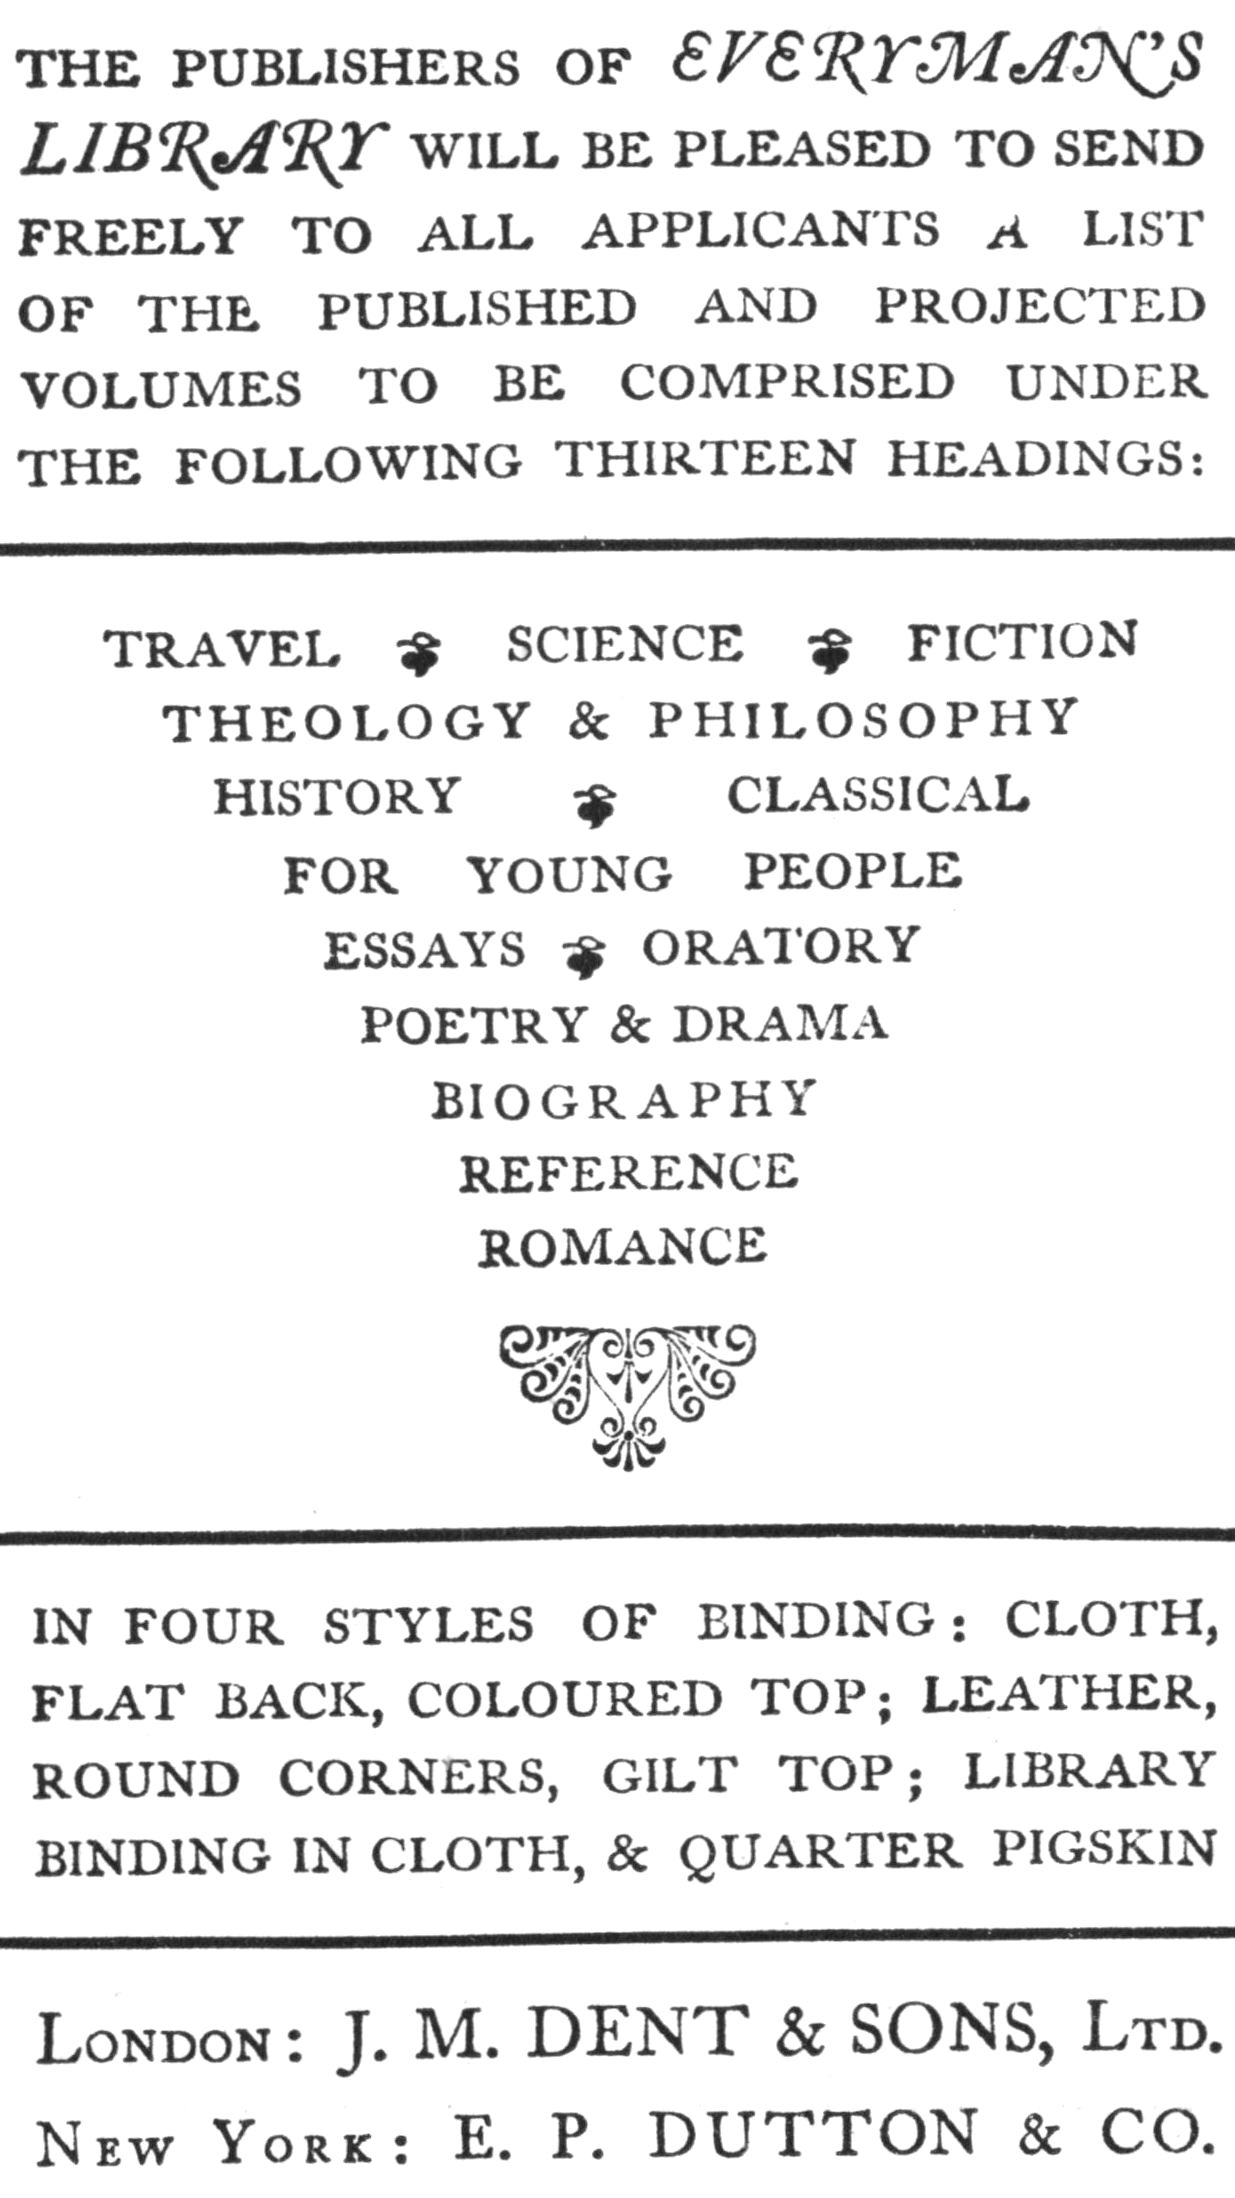 THE PUBLISHERS OF EVERYMAN'S
LIBRARY WILL BE PLEASED TO SEND
FREELY TO ALL APPLICANTS A LIST
OF THE PUBLISHED AND PROJECTED
VOLUMES TO BE COMPRISED UNDER
THE FOLLOWING THIRTEEN HEADINGS:
TRAVEL SCIENCE FICTION
THEOLOGY & PHILOSOPHY
HISTORY CLASSICAL
FOR YOUNG PEOPLE
ESSAYS ORATORY
POETRY & DRAMA
BIOGRAPHY
REFERENCE
ROMANCE
IN FOUR STYLES OF BINDING: CLOTH,
FLAT BACK, COLOURED TOP; LEATHER,
ROUND CORNERS, GILT TOP; LIBRARY
BINDING IN CLOTH, & QUARTER PIGSKIN
LONDON: J. M. DENT & SONS, LTD.
NEW YORK: E. P. DUTTON & CO.